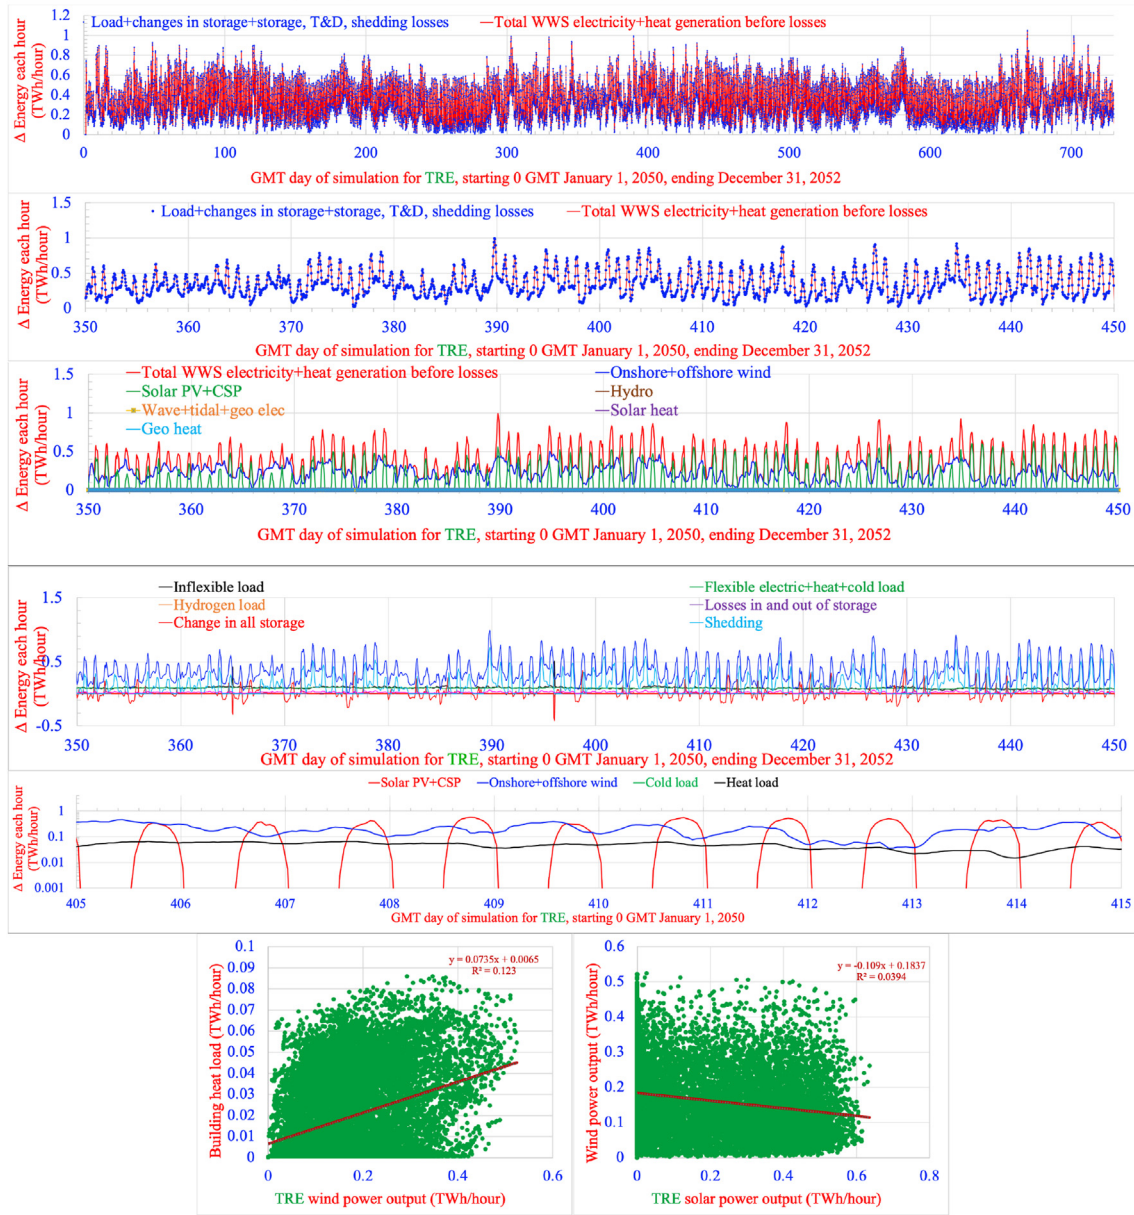 Load+changes in storage+storage, T&D, shedding losses —Total WWS electricity+heat generation before losses
Δ Energy each hour
(TWh/hour)
1.2
1
0.8
0.6
0.4
0.2
0
0 100 200 300 400 500 600 700
GMT day of simulation for TRE, starting 0 GMT January 1, 2050, ending December 31, 2052
Load+changes in storage+storage, T&D, shedding losses —Total WWS electricity+heat generation before losses
Δ Energy each hour
(TWh/hour)
1.5
1
0.5
0
350 360 370 380 390 400 410 420 430 440 450
GMT day of simulation for TRE, starting 0 GMT January 1, 2050, ending December 31, 2052
—Total WWS electricity+heat generation before losses —Onshore+offshore wind
—Solar PV+CSP —Hydro
Wave+tidal+geo elec —Solar heat
—Geo heat
Δ Energy each hour
(TWh/hour)
1.5
1
0.5
0
350 360 370 380 390 400 410 420 430 440 450
GMT day of simulation for TRE, starting 0 GMT January 1, 2050, ending December 31, 2052
—Inflexible load —Flexible electric+heat+cold load
—Hydrogen load —Losses in and out of storage
—Change in all storage —Shedding
Δ Energy each hour
(TWh/hour)
1.5
0.5
-0.5
350 360 370 380 390 400 410 420 430 440 450
GMT day of simulation for TRE, starting 0 GMT January 1, 2050, ending December 31, 2052
—Solar PV+CSP —Onshore+offshore wind —Cold load —Heat load
Δ Energy each hour
(TWh/hour)
1
0.1
0.01
0.001
405 406 407 408 409 410 411 412 413 414 415
GMT day of simulation for TRE, starting 0 GMT January 1, 2050
Building heat load (TWh/hour)
0.1
0.09
0.08
0.07
0.06
0.05
0.04
0.03
0.02
0.01
0
y = 0.0735x + 0.0065
R² = 0.123
0 0.2 0.4 0.6
TRE wind power output (TWh/hour)
Wind power output (TWh/hour)
0.6
0.5
0.4
0.3
0.2
0.1
0
y = -0.109x + 0.1837
R² = 0.0394
0 0.2 0.4 0.6 0.8
TRE solar power output (TWh/hour)